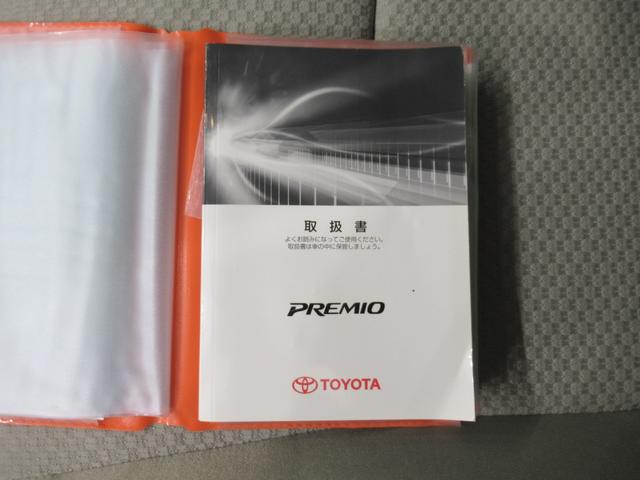 取扱書
よくお読みになってご使用ください。
取扱書は車の中に保管しましょう。
PREMIO
TOYOTA